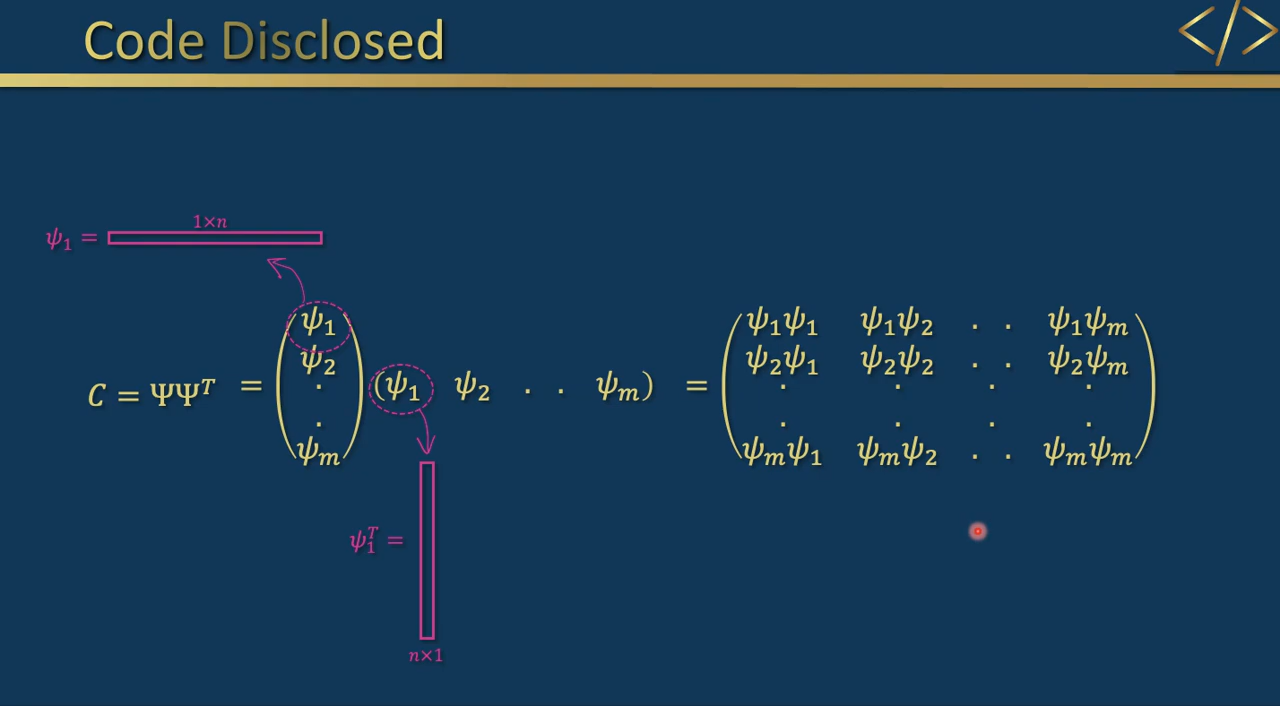 Code Disclosed
</>
1×n
ψ₁ =
C = ΨΨᵀ = (ψ₁ ψ₂ . . ψₘ) (ψ₁ ψ₂ . . ψₘ) = (
ψ₁ψ₁ ψ₁ψ₂ . . ψ₁ψₘ
ψ₂ψ₁ ψ₂ψ₂ . . ψ₂ψₘ
. . . .
. . . .
ψₘψ₁ ψₘψ₂ . . ψₘψₘ )
ψ₁ᵀ =
n×1